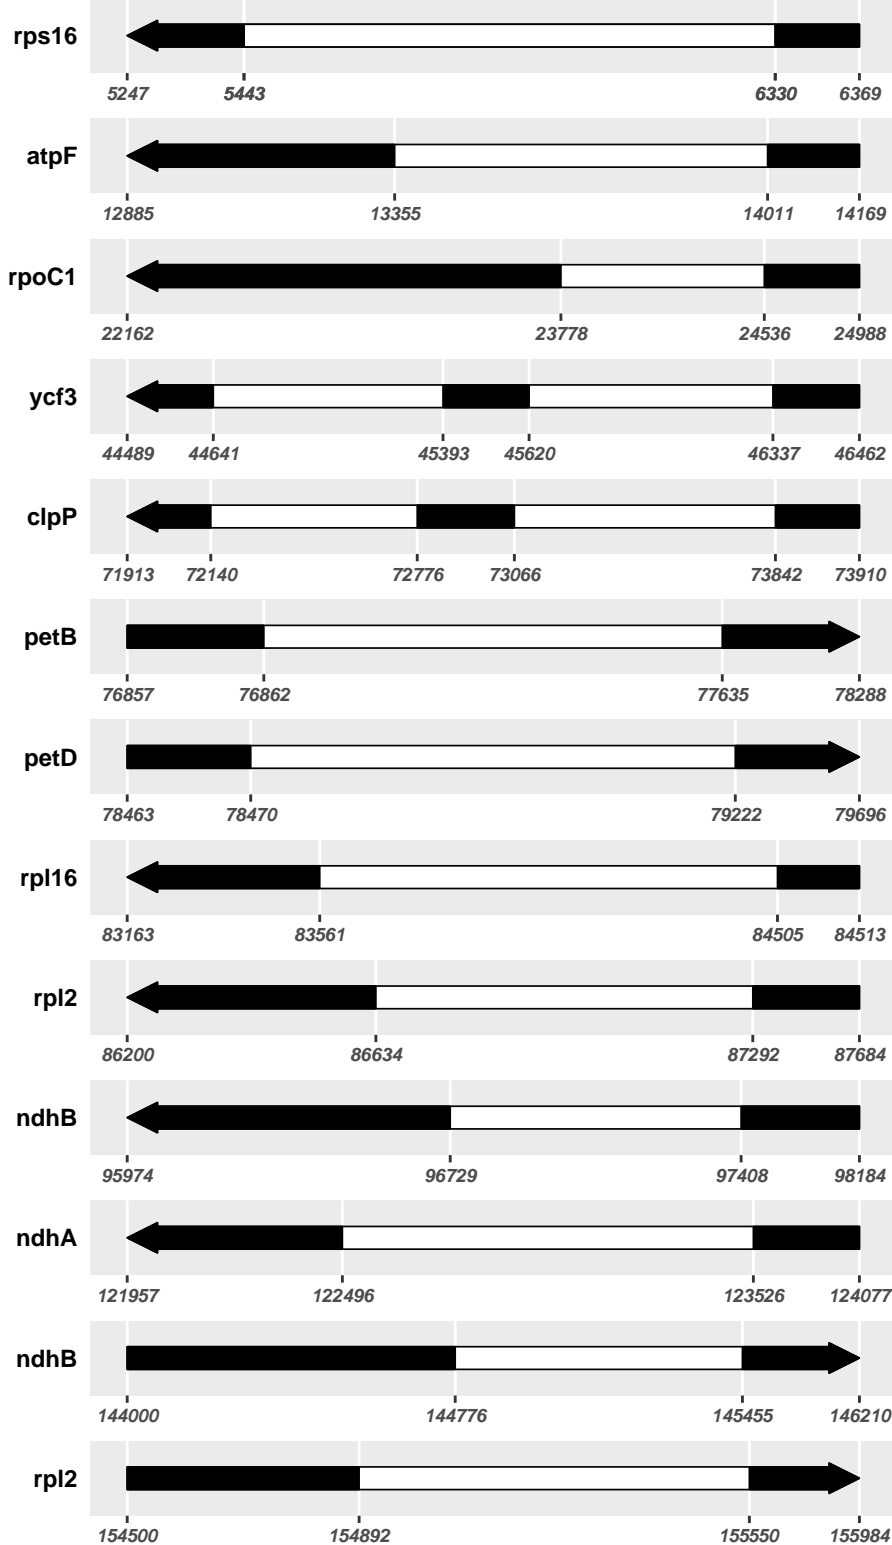 rps16
5247 5443 6330 6369
atpF
12885 13355 14011 14169
rpoC1
22162 23778 24536 24988
ycf3
44489 44641 45393 45620 46337 46462
clpP
71913 72140 72776 73066 73842 73910
petB
76857 76862 77635 78288
petD
78463 78470 79222 79696
rpl16
83163 83561 84505 84513
rpl2
86200 86634 87292 87684
ndhB
95974 96729 97408 98184
ndhA
121957 122496 123526 124077
ndhB
144000 144776 145455 146210
rpl2
154500 154892 155550 155984